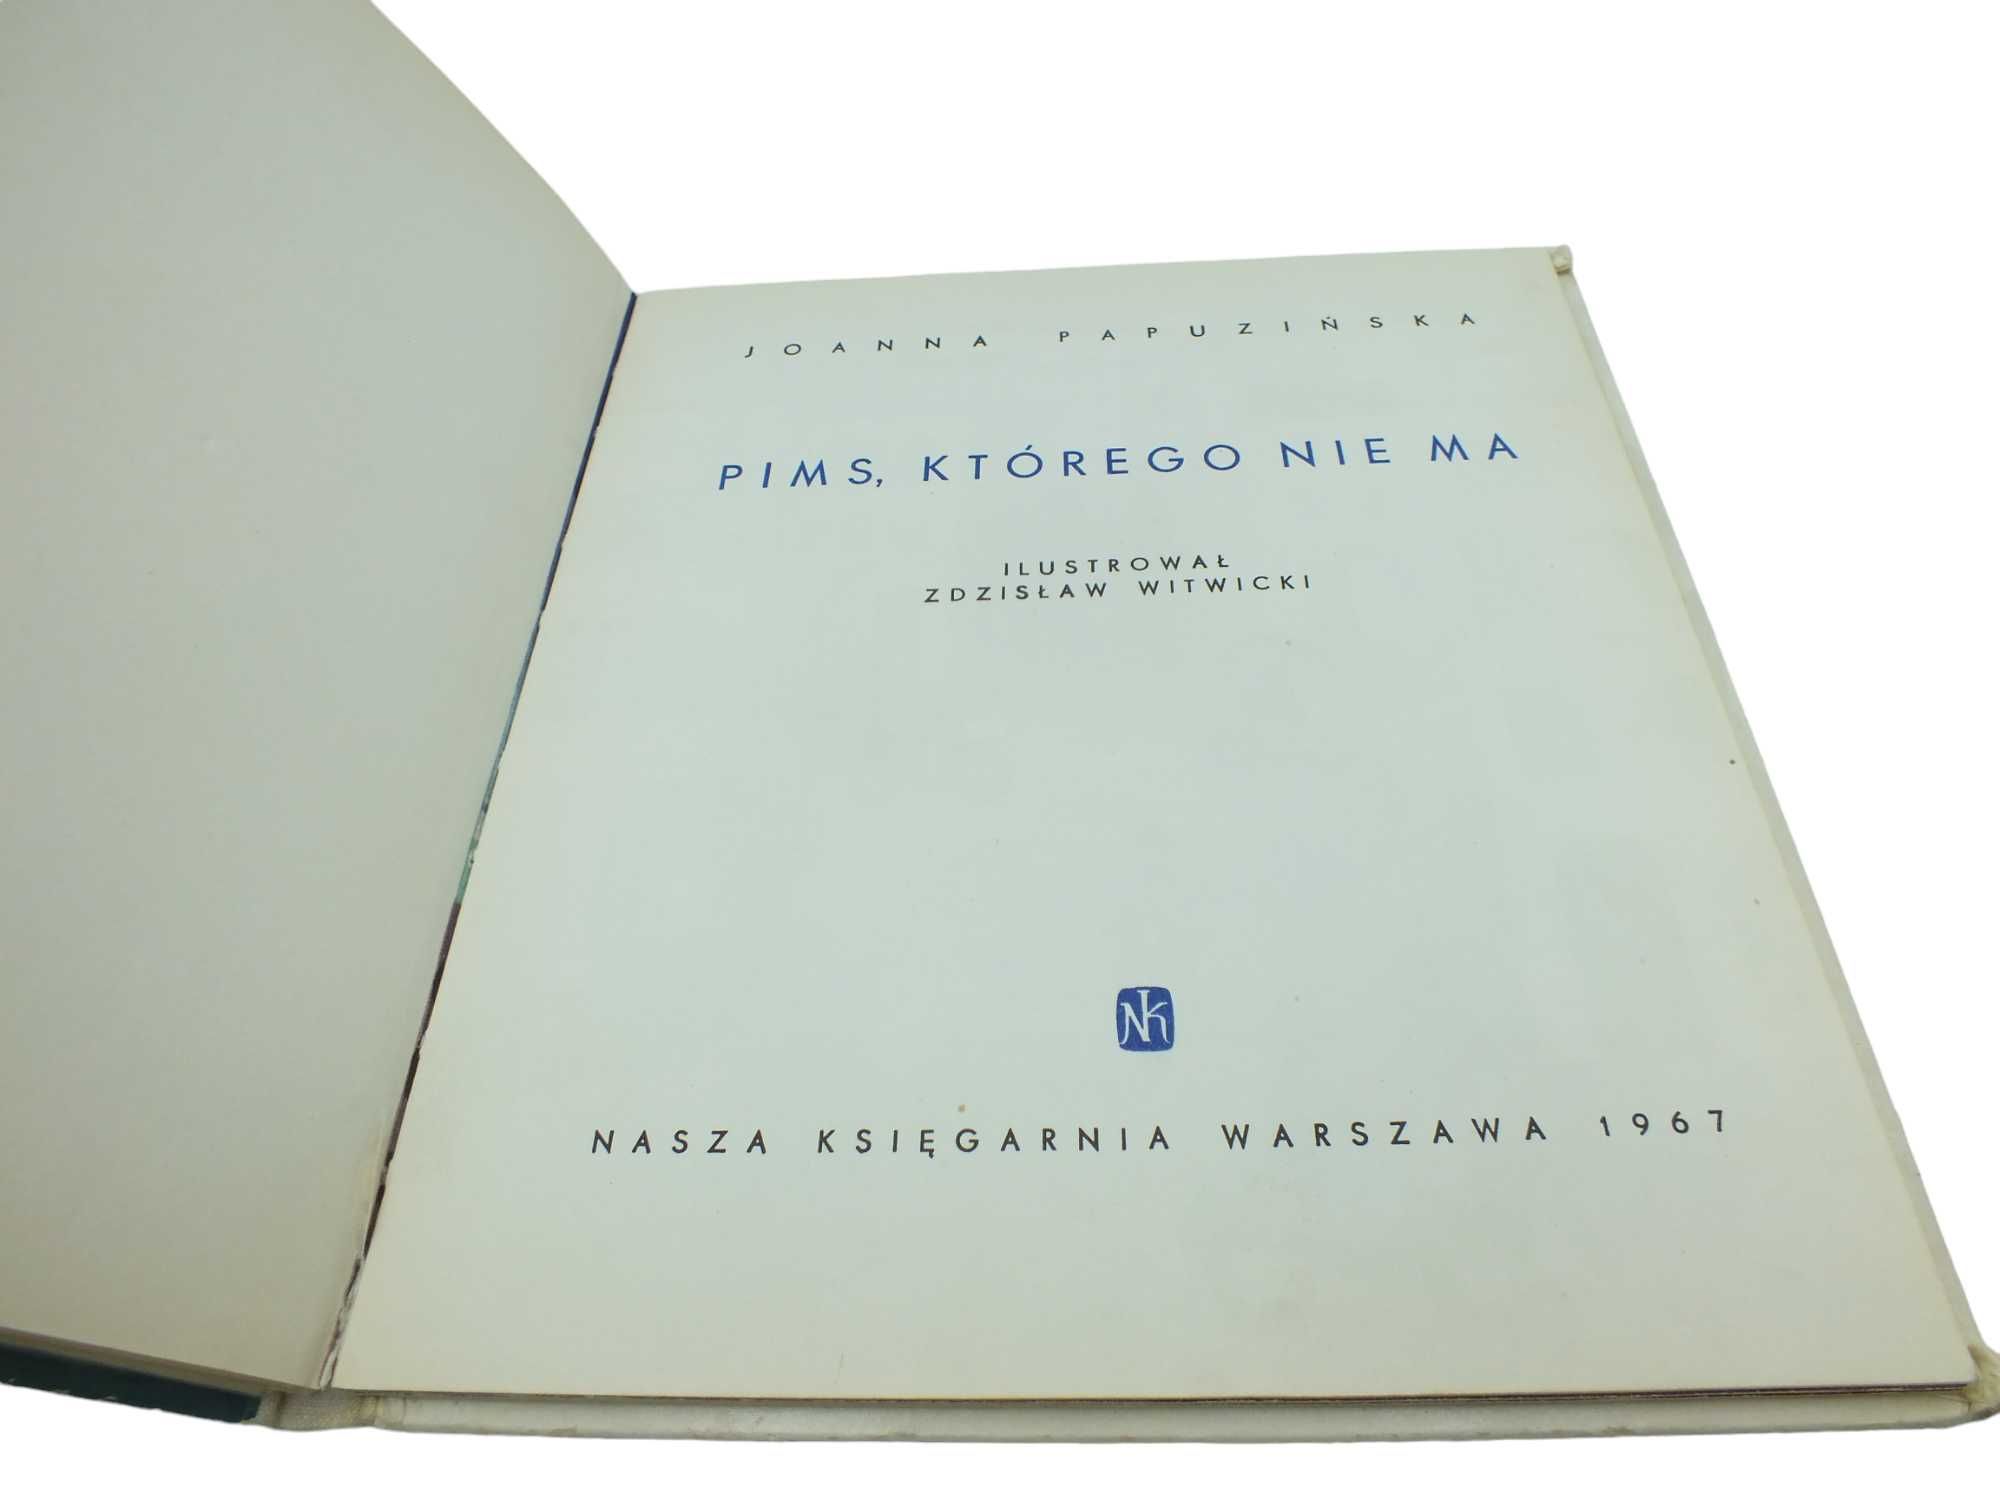 JOANNA PAPUZIŃSKA
PIMS, KTÓREGO NIE MA
ILUSTROWAŁ
ZDZISŁAW WITWICKI
NK
NASZA KSIĘGARNIA WARSZAWA 1967